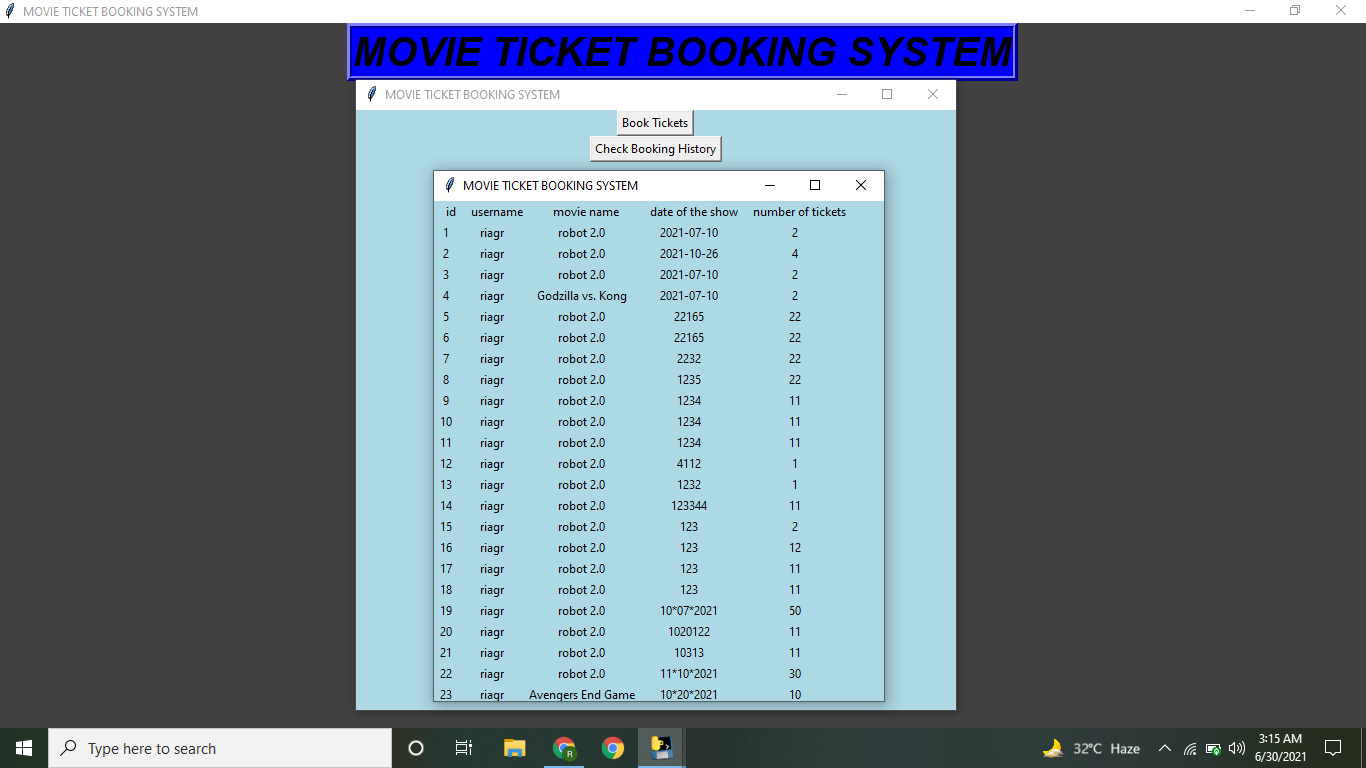 MOVIE TICKET BOOKING SYSTEM
MOVIE TICKET BOOKING SYSTEM
MOVIE TICKET BOOKING SYSTEM
Book Tickets
Check Booking History
MOVIE TICKET BOOKING SYSTEM
id username movie name date of the show number of tickets
1 riagr robot 2.0 2021-07-10 2
2 riagr robot 2.0 2021-10-26 4
3 riagr robot 2.0 2021-07-10 2
4 riagr Godzilla vs. Kong 2021-07-10 2
5 riagr robot 2.0 22165 22
6 riagr robot 2.0 22165 22
7 riagr robot 2.0 2232 22
8 riagr robot 2.0 1235 22
9 riagr robot 2.0 1234 11
10 riagr robot 2.0 1234 11
11 riagr robot 2.0 1234 11
12 riagr robot 2.0 4112 1
13 riagr robot 2.0 1232 1
14 riagr robot 2.0 123344 11
15 riagr robot 2.0 123 2
16 riagr robot 2.0 123 12
17 riagr robot 2.0 123 11
18 riagr robot 2.0 123 11
19 riagr robot 2.0 10*07*2021 50
20 riagr robot 2.0 1020122 11
21 riagr robot 2.0 10313 11
22 riagr robot 2.0 11*10*2021 30
23 riagr Avengers End Game 10*20*2021 10
Type here to search
R
32°C Haze
3:15 AM
6/30/2021